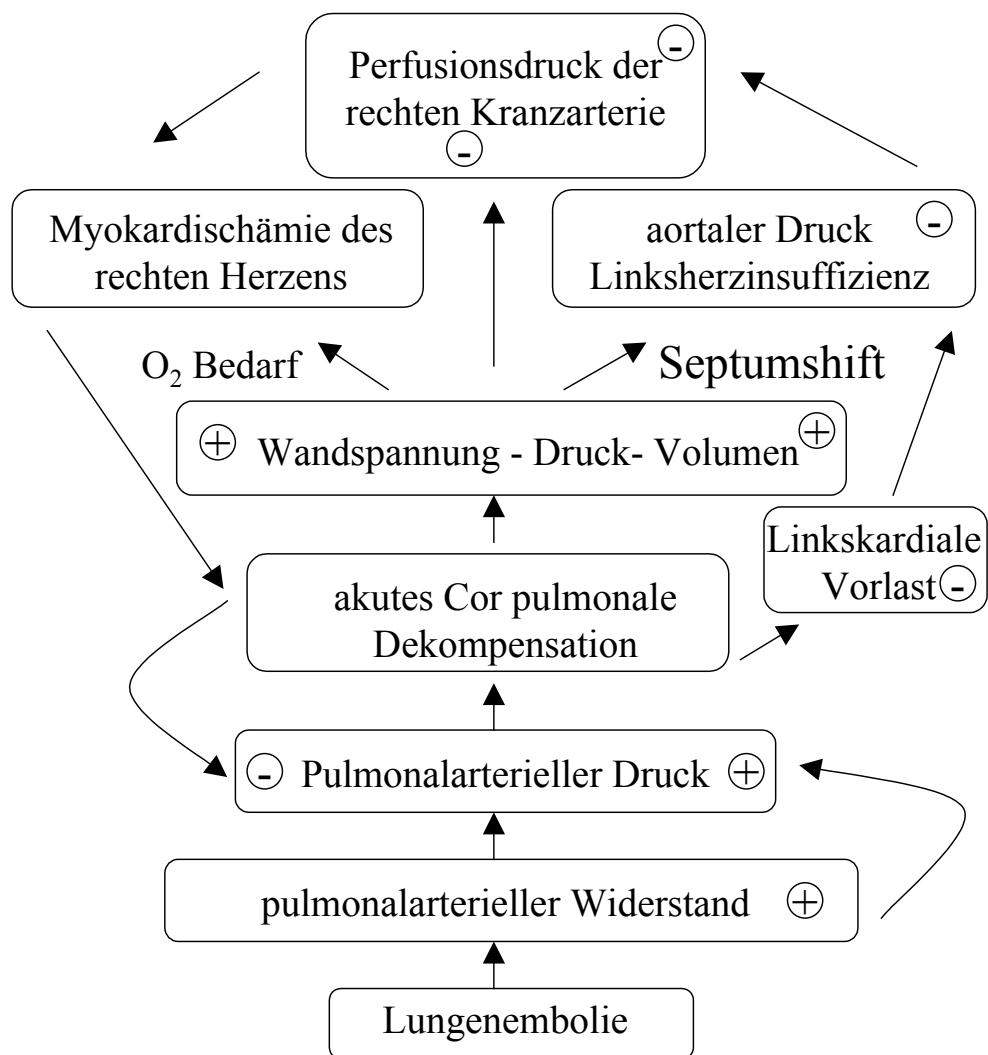 Perfusionsdruck der -
rechten Kranzarterie
-
Myokardischämie des
rechten Herzens
aortaler Druck -
Linksherzinsuffizienz
O₂ Bedarf
Septumshift
+ Wandspannung - Druck- Volumen +
Linkskardiale
Vorlast -
akutes Cor pulmonale
Dekompensation
- Pulmonalarterieller Druck +
pulmonalarterieller Widerstand +
Lungenembolie